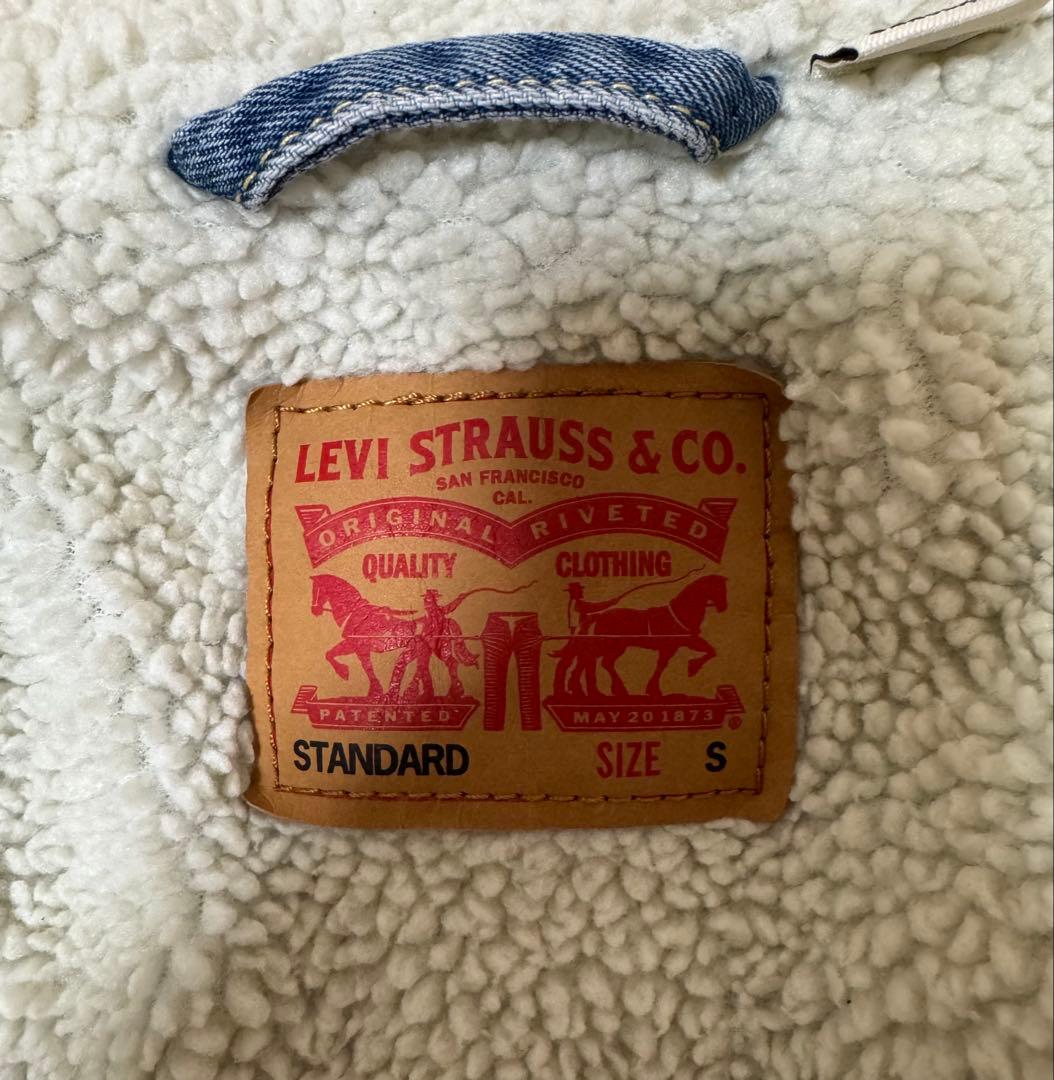 LEVI STRAUSS & CO.
SAN FRANCISCO
CAL.
ORIGINAL RIVETED
QUALITY CLOTHING
PATENTED MAY 20 1873 ®
STANDARD SIZE S